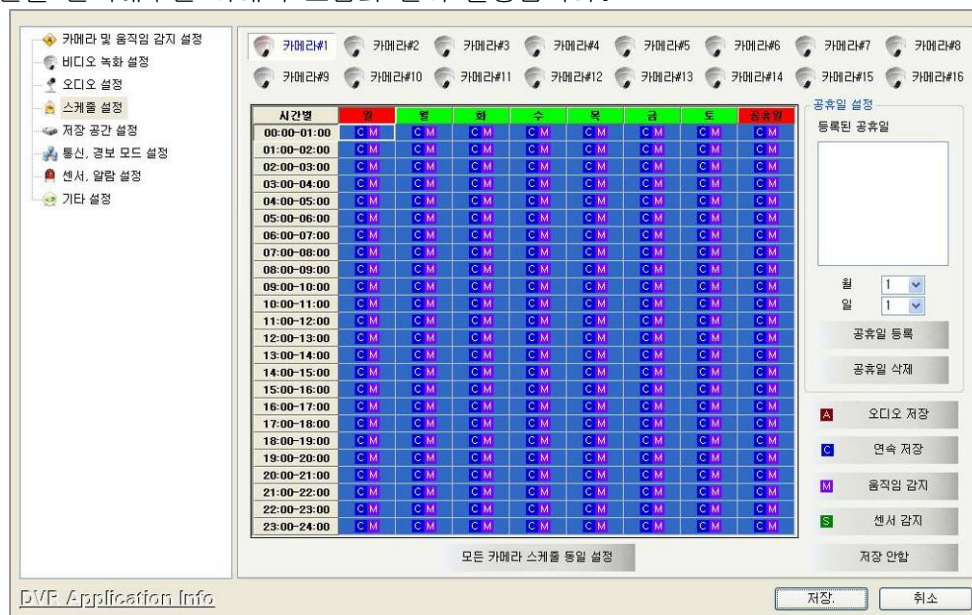 카메라 및 움직임 감지 설정
비디오 녹화 설정
오디오 설정
스케줄 설정
저장 공간 설정
통신, 경보 모드 설정
센서, 알람 설정
기타 설정
카메라#1 카메라#2 카메라#3 카메라#4 카메라#5 카메라#6 카메라#7 카메라#8
카메라#9 카메라#10 카메라#11 카메라#12 카메라#13 카메라#14 카메라#15 카메라#16
시간별 일 월 화 수 목 금 토 공휴일
00:00-01:00 C M C M C M C M C M C M C M C M
01:00-02:00 C M C M C M C M C M C M C M C M
02:00-03:00 C M C M C M C M C M C M C M C M
03:00-04:00 C M C M C M C M C M C M C M C M
04:00-05:00 C M C M C M C M C M C M C M C M
05:00-06:00 C M C M C M C M C M C M C M C M
06:00-07:00 C M C M C M C M C M C M C M C M
07:00-08:00 C M C M C M C M C M C M C M C M
08:00-09:00 C M C M C M C M C M C M C M C M
09:00-10:00 C M C M C M C M C M C M C M C M
10:00-11:00 C M C M C M C M C M C M C M C M
11:00-12:00 C M C M C M C M C M C M C M C M
12:00-13:00 C M C M C M C M C M C M C M C M
13:00-14:00 C M C M C M C M C M C M C M C M
14:00-15:00 C M C M C M C M C M C M C M C M
15:00-16:00 C M C M C M C M C M C M C M C M
16:00-17:00 C M C M C M C M C M C M C M C M
17:00-18:00 C M C M C M C M C M C M C M C M
18:00-19:00 C M C M C M C M C M C M C M C M
19:00-20:00 C M C M C M C M C M C M C M C M
20:00-21:00 C M C M C M C M C M C M C M C M
21:00-22:00 C M C M C M C M C M C M C M C M
22:00-23:00 C M C M C M C M C M C M C M C M
23:00-24:00 C M C M C M C M C M C M C M C M
모든 카메라 스케줄 동일 설정
공휴일 설정
등록된 공휴일
월 1
일 1
공휴일 등록
공휴일 삭제
A 오디오 저장
C 연속 저장
M 움직임 감지
S 센서 감지
저장 안함
DVR Application Info
저장.
취소